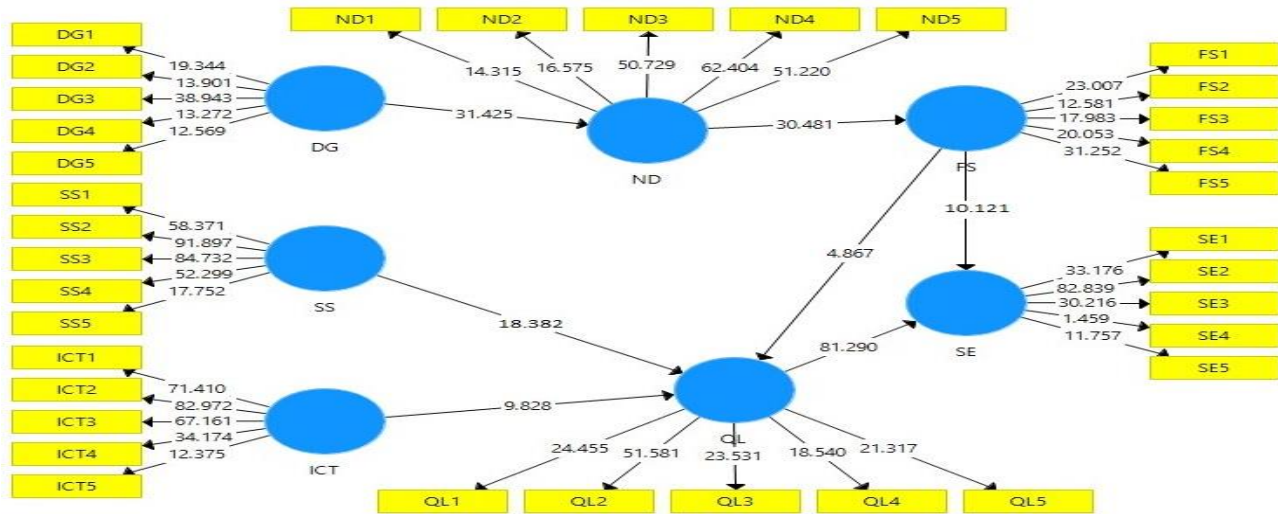 ND1
ND2
ND3
ND4
ND5
14.315
16.575
50.729
62.404
51.220
DG1
DG2
DG3
DG4
DG5
19.344
13.901
38.943
13.272
12.569
DG
31.425
ND
30.481
FS
FS1
FS2
FS3
FS4
FS5
23.007
12.581
17.983
20.053
31.252
SS1
SS2
SS3
SS4
SS5
58.371
91.897
84.732
52.299
17.752
SS
18.382
4.867
10.121
SE
SE1
SE2
SE3
SE4
SE5
33.176
82.839
30.216
1.459
11.757
ICT1
ICT2
ICT3
ICT4
ICT5
71.410
82.972
67.161
34.174
12.375
ICT
9.828
81.290
QL
24.455
51.581
23.531
18.540
21.317
QL1
QL2
QL3
QL4
QL5